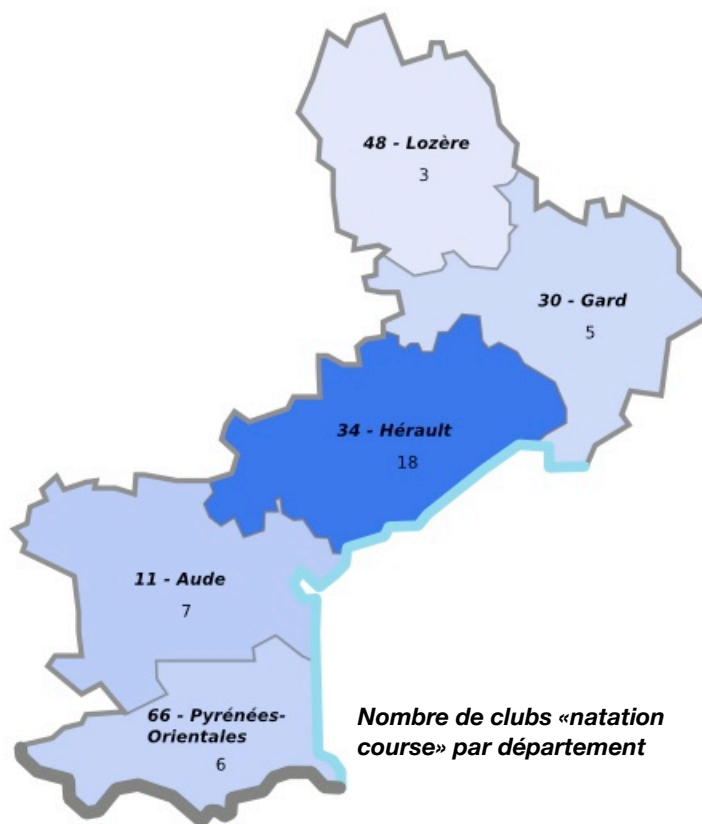 48 - Lozère
3
30 - Gard
5
34 - Hérault
18
11 - Aude
7
66 - Pyrénées-
Orientales
6
Nombre de clubs «natation
course» par département